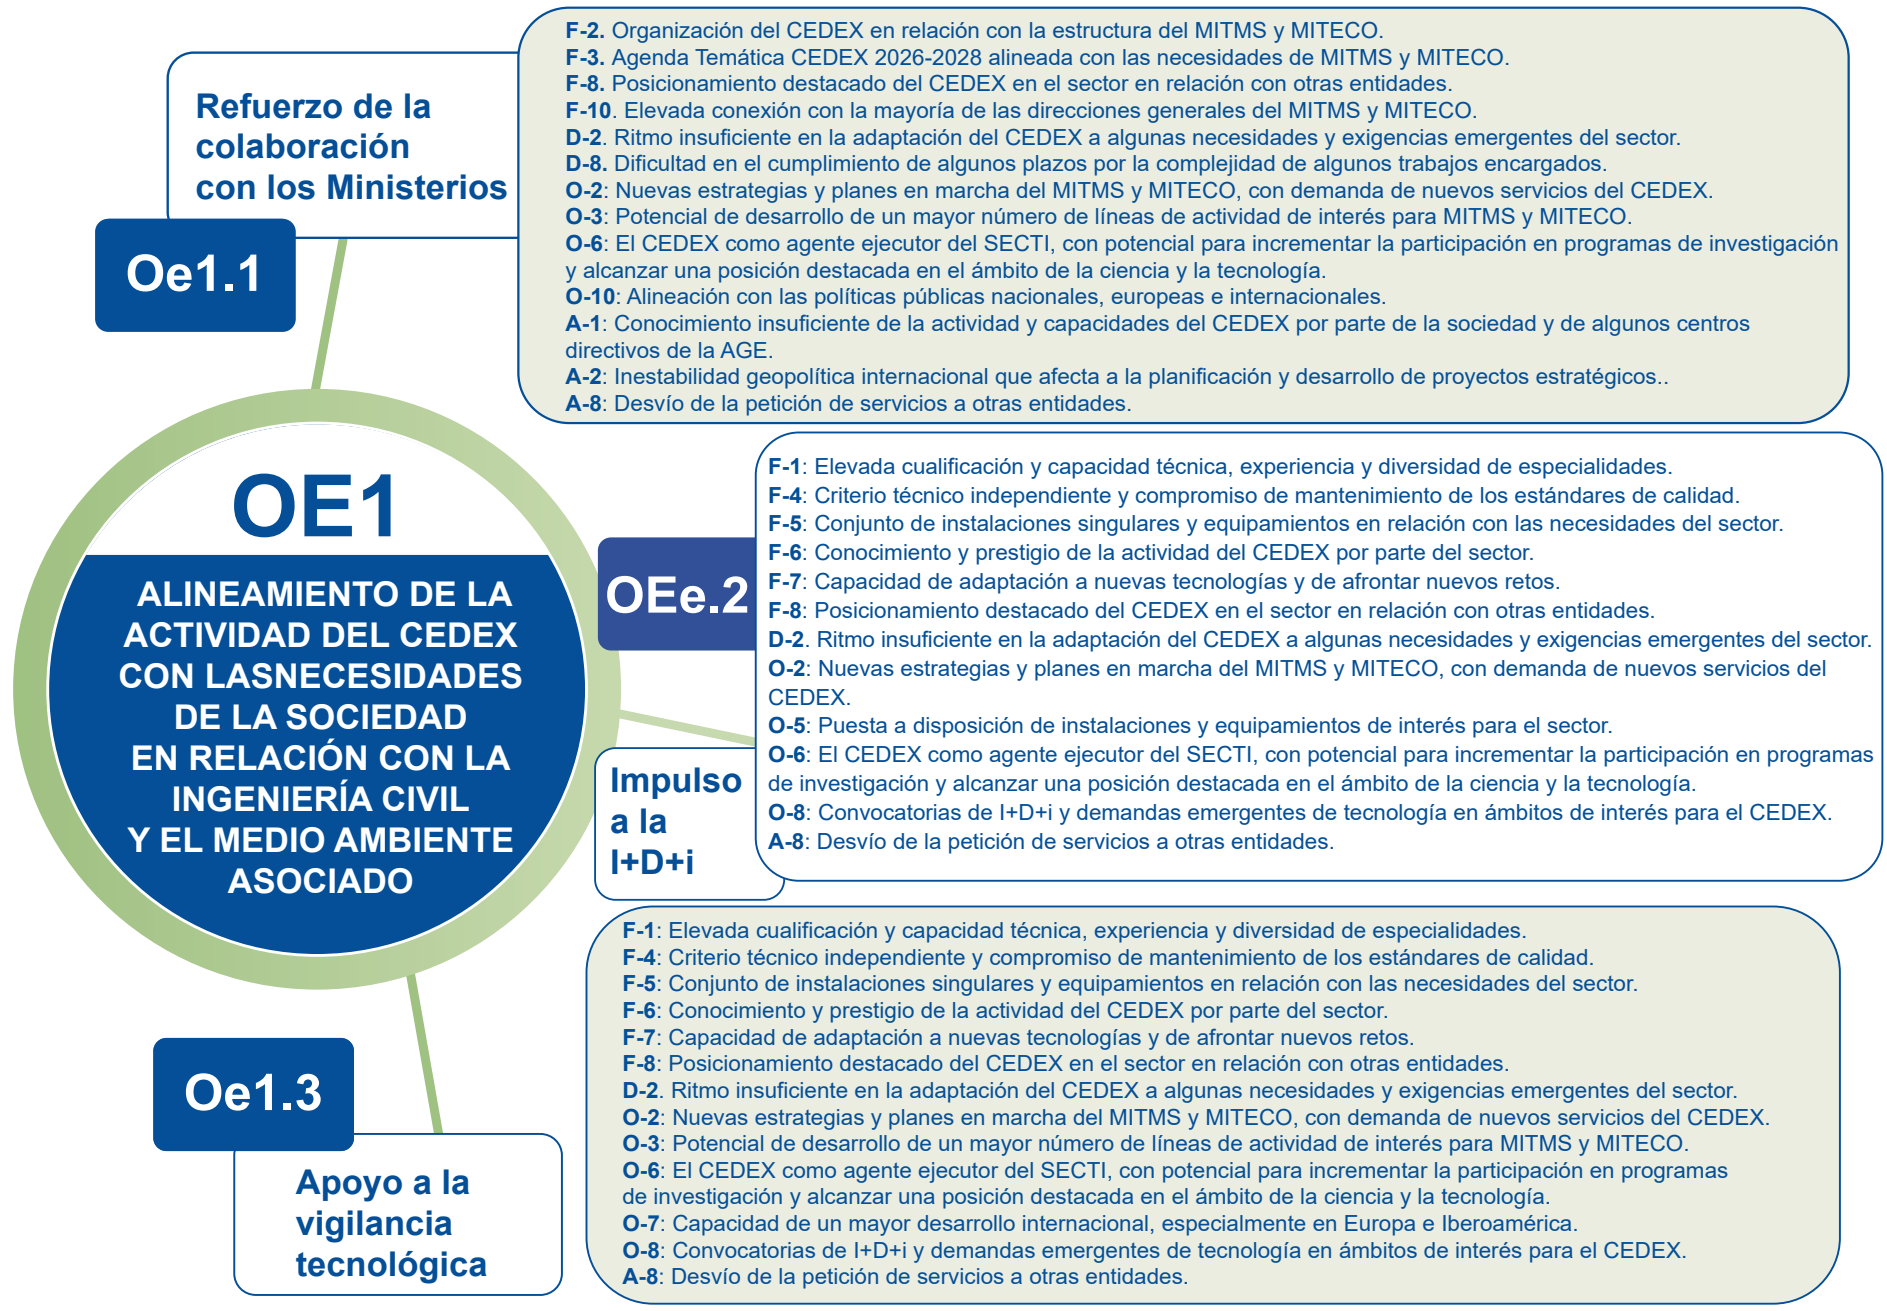 Refuerzo de la
colaboración
con los Ministerios
Oe1.1
F-2. Organización del CEDEX en relación con la estructura del MITMS y MITECO.
F-3. Agenda Temática CEDEX 2026-2028 alineada con las necesidades de MITMS y MITECO.
F-8. Posicionamiento destacado del CEDEX en el sector en relación con otras entidades.
F-10. Elevada conexión con la mayoría de las direcciones generales del MITMS y MITECO.
D-2. Ritmo insuficiente en la adaptación del CEDEX a algunas necesidades y exigencias emergentes del sector.
D-8. Dificultad en el cumplimiento de algunos plazos por la complejidad de algunos trabajos encargados.
O-2: Nuevas estrategias y planes en marcha del MITMS y MITECO, con demanda de nuevos servicios del CEDEX.
O-3: Potencial de desarrollo de un mayor número de líneas de actividad de interés para MITMS y MITECO.
O-6: El CEDEX como agente ejecutor del SECTI, con potencial para incrementar la participación en programas de investigación
y alcanzar una posición destacada en el ámbito de la ciencia y la tecnología.
O-10: Alineación con las políticas públicas nacionales, europeas e internacionales.
A-1: Conocimiento insuficiente de la actividad y capacidades del CEDEX por parte de la sociedad y de algunos centros
directivos de la AGE.
A-2: Inestabilidad geopolítica internacional que afecta a la planificación y desarrollo de proyectos estratégicos..
A-8: Desvío de la petición de servicios a otras entidades.
OE1
ALINEAMIENTO DE LA
ACTIVIDAD DEL CEDEX
CON LASNECESIDADES
DE LA SOCIEDAD
EN RELACIÓN CON LA
INGENIERÍA CIVIL
Y EL MEDIO AMBIENTE
ASOCIADO
OEe.2
Impulso
a la
I+D+i
F-1: Elevada cualificación y capacidad técnica, experiencia y diversidad de especialidades.
F-4: Criterio técnico independiente y compromiso de mantenimiento de los estándares de calidad.
F-5: Conjunto de instalaciones singulares y equipamientos en relación con las necesidades del sector.
F-6: Conocimiento y prestigio de la actividad del CEDEX por parte del sector.
F-7: Capacidad de adaptación a nuevas tecnologías y de afrontar nuevos retos.
F-8: Posicionamiento destacado del CEDEX en el sector en relación con otras entidades.
D-2. Ritmo insuficiente en la adaptación del CEDEX a algunas necesidades y exigencias emergentes del sector.
O-2: Nuevas estrategias y planes en marcha del MITMS y MITECO, con demanda de nuevos servicios del
CEDEX.
O-5: Puesta a disposición de instalaciones y equipamientos de interés para el sector.
O-6: El CEDEX como agente ejecutor del SECTI, con potencial para incrementar la participación en programas
de investigación y alcanzar una posición destacada en el ámbito de la ciencia y la tecnología.
O-8: Convocatorias de I+D+i y demandas emergentes de tecnología en ámbitos de interés para el CEDEX.
A-8: Desvío de la petición de servicios a otras entidades.
Oe1.3
Apoyo a la
vigilancia
tecnológica
F-1: Elevada cualificación y capacidad técnica, experiencia y diversidad de especialidades.
F-4: Criterio técnico independiente y compromiso de mantenimiento de los estándares de calidad.
F-5: Conjunto de instalaciones singulares y equipamientos en relación con las necesidades del sector.
F-6: Conocimiento y prestigio de la actividad del CEDEX por parte del sector.
F-7: Capacidad de adaptación a nuevas tecnologías y de afrontar nuevos retos.
F-8: Posicionamiento destacado del CEDEX en el sector en relación con otras entidades.
D-2. Ritmo insuficiente en la adaptación del CEDEX a algunas necesidades y exigencias emergentes del sector.
O-2: Nuevas estrategias y planes en marcha del MITMS y MITECO, con demanda de nuevos servicios del CEDEX.
O-3: Potencial de desarrollo de un mayor número de líneas de actividad de interés para MITMS y MITECO.
O-6: El CEDEX como agente ejecutor del SECTI, con potencial para incrementar la participación en programas
de investigación y alcanzar una posición destacada en el ámbito de la ciencia y la tecnología.
O-7: Capacidad de un mayor desarrollo internacional, especialmente en Europa e Iberoamérica.
O-8: Convocatorias de I+D+i y demandas emergentes de tecnología en ámbitos de interés para el CEDEX.
A-8: Desvío de la petición de servicios a otras entidades.